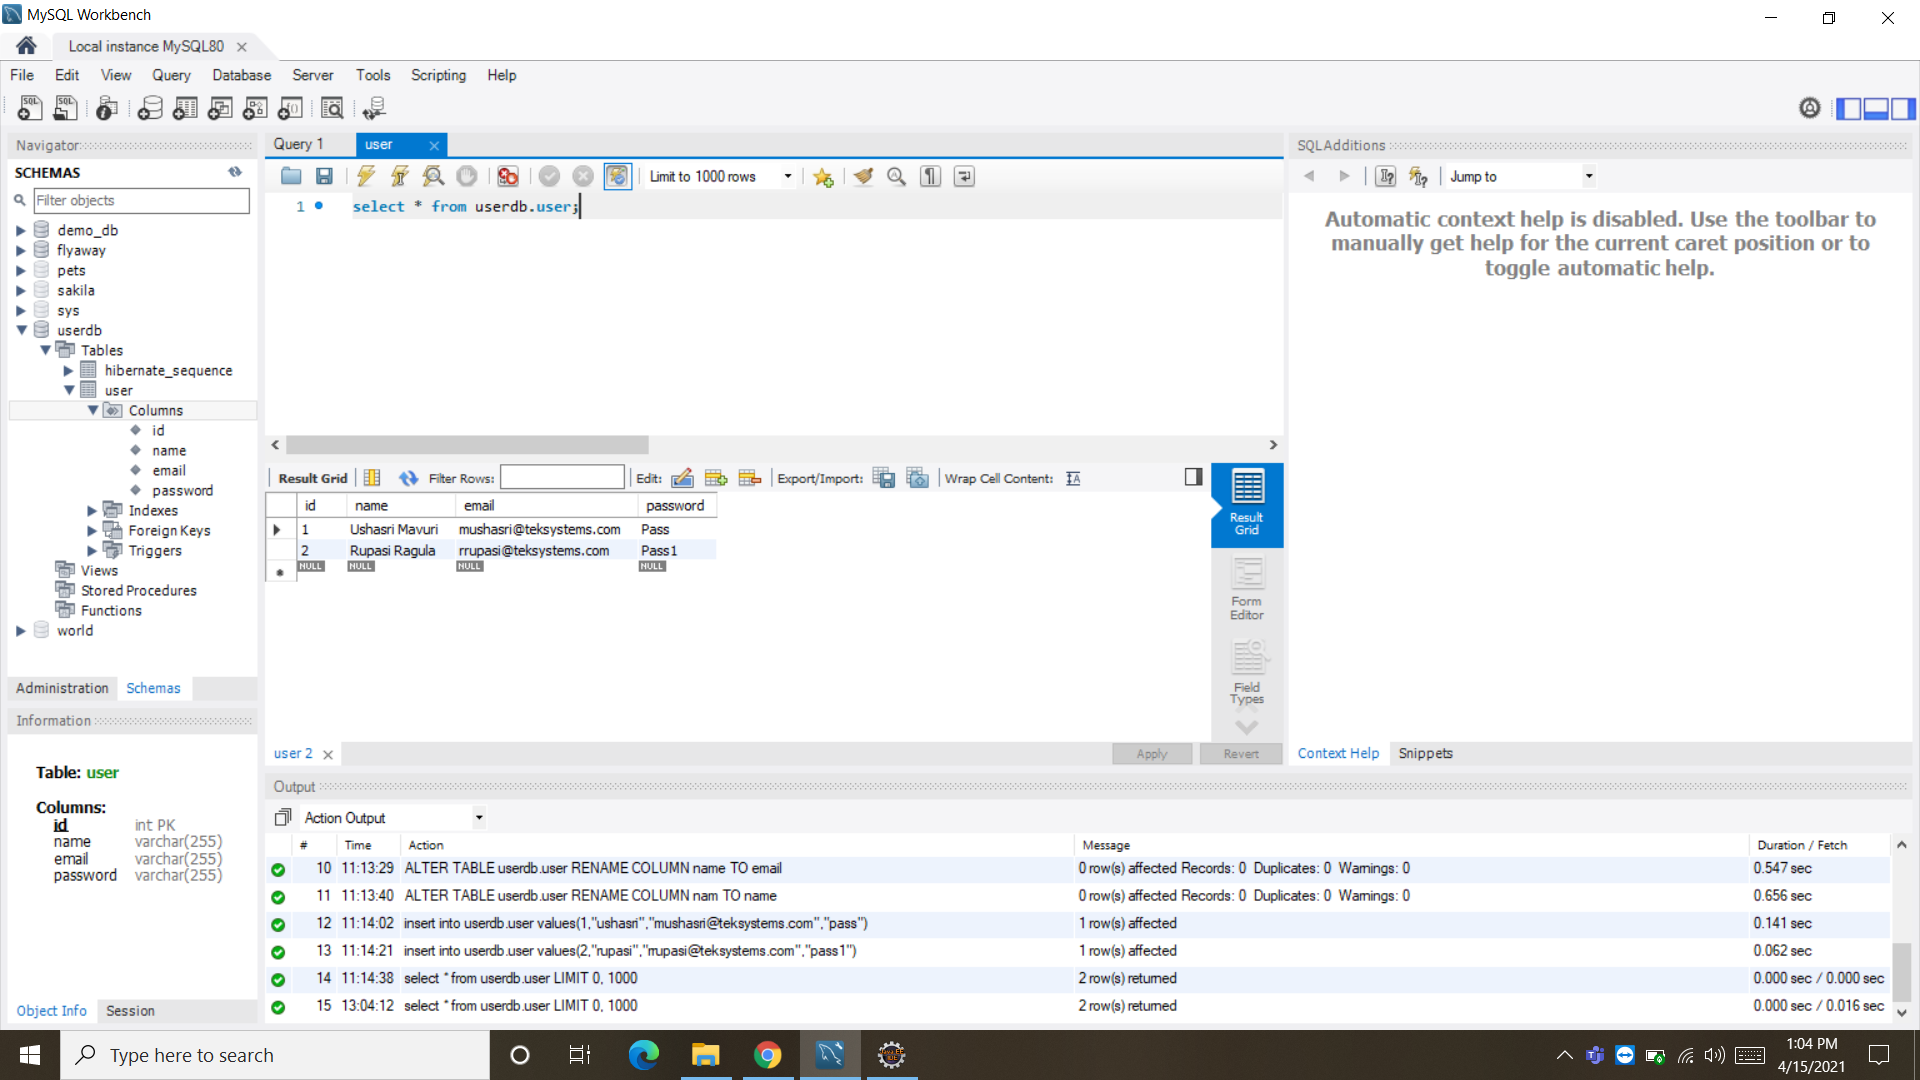 MySQL Workbench
Local instance MySQL80
File Edit View Query Database Server Tools Scripting Help
Navigator
SCHEMAS
Filter objects
demo_db
flyaway
pets
sakila
sys
userdb
Tables
hibernate_sequence
user
Columns
id
name
email
password
Indexes
Foreign Keys
Triggers
Views
Stored Procedures
Functions
world
Administration Schemas
Information
Table: user
Columns:
id int PK
name varchar(255)
email varchar(255)
password varchar(255)
Object Info Session
Query 1 user
Limit to 1000 rows
1 select * from userdb.user;
Result Grid Filter Rows: Edit: Export/Import: Wrap Cell Content:
id name email password
1 Ushasri Mavuri mushasri@teksystems.com Pass
2 Rupasi Ragula rrupasi@teksystems.com Pass1
NULL NULL NULL NULL
Result Grid
Form Editor
Field Types
user 2 Apply Revert
SQLAdditions
Jump to
Automatic context help is disabled. Use the toolbar to
manually get help for the current caret position or to
toggle automatic help.
Context Help Snippets
Output
Action Output
# Time Action Message Duration / Fetch
10 11:13:29 ALTER TABLE userdb.user RENAME COLUMN name TO email 0 row(s) affected Records: 0 Duplicates: 0 Warnings: 0 0.547 sec
11 11:13:40 ALTER TABLE userdb.user RENAME COLUMN nam TO name 0 row(s) affected Records: 0 Duplicates: 0 Warnings: 0 0.656 sec
12 11:14:02 insert into userdb.user values(1,"ushasri","mushasri@teksystems.com","pass") 1 row(s) affected 0.141 sec
13 11:14:21 insert into userdb.user values(2,"rupasi","rrupasi@teksystems.com","pass1") 1 row(s) affected 0.062 sec
14 11:14:38 select * from userdb.user LIMIT 0, 1000 2 row(s) returned 0.000 sec / 0.000 sec
15 13:04:12 select * from userdb.user LIMIT 0, 1000 2 row(s) returned 0.000 sec / 0.016 sec
Type here to search
1:04 PM
4/15/2021